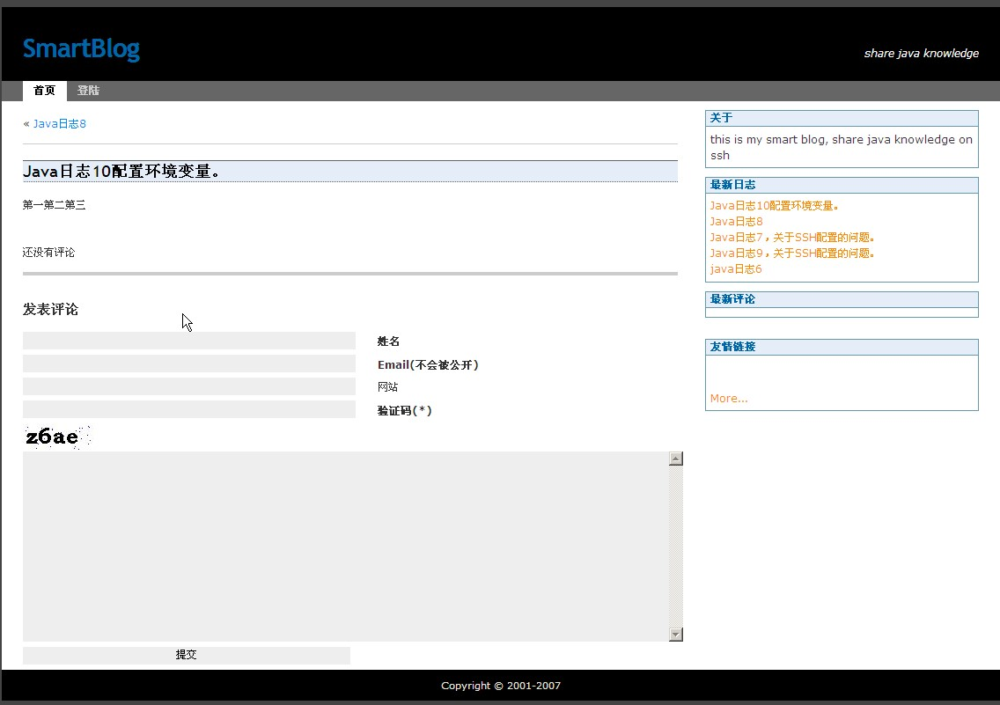 SmartBlog
share java knowledge
首页 登陆
« Java日志8
Java日志10配置环境变量。
第一第二第三
还没有评论
发表评论
姓名
Email(不会被公开)
网站
验证码(*)
z6ae
提交
关于
this is my smart blog, share java knowledge on
ssh
最新日志
Java日志10配置环境变量。
Java日志8
Java日志7，关于SSH配置的问题。
Java日志9，关于SSH配置的问题。
java日志6
最新评论
友情链接
More...
Copyright © 2001-2007